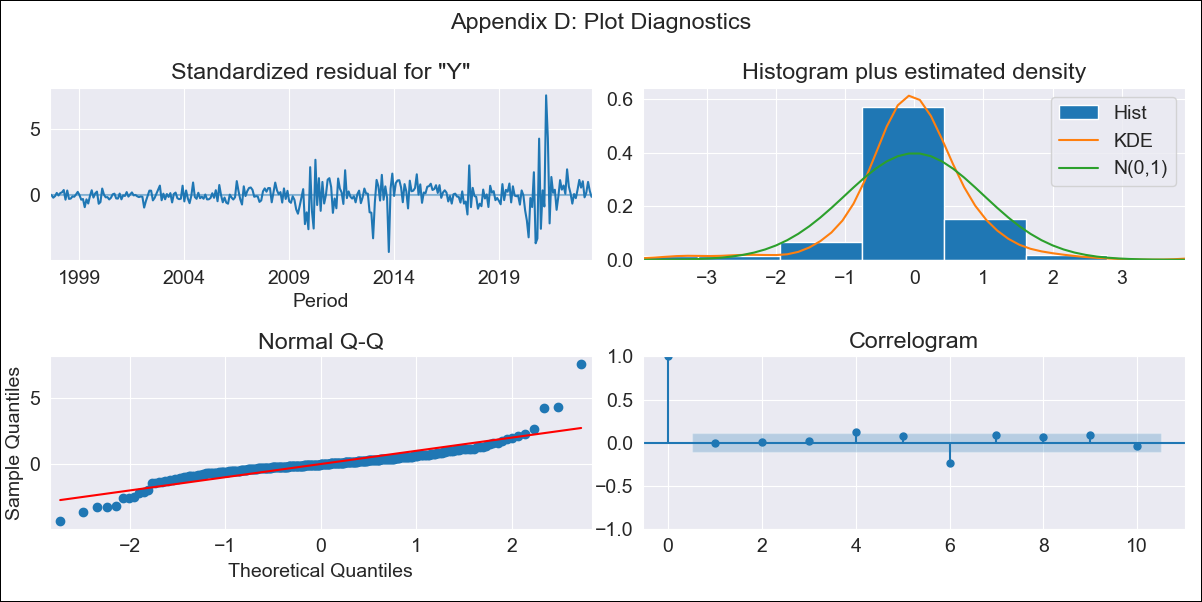 Appendix D: Plot Diagnostics
Standardized residual for "Y"
5
0
1999 2004 2009 2014 2019
Period
Histogram plus estimated density
0.6
0.4
0.2
0.0
−3 −2 −1 0 1 2 3
Hist
KDE
N(0,1)
Normal Q-Q
Sample Quantiles
5
0
−2 −1 0 1 2
Theoretical Quantiles
Correlogram
1.0
0.5
0.0
−0.5
−1.0
0 2 4 6 8 10